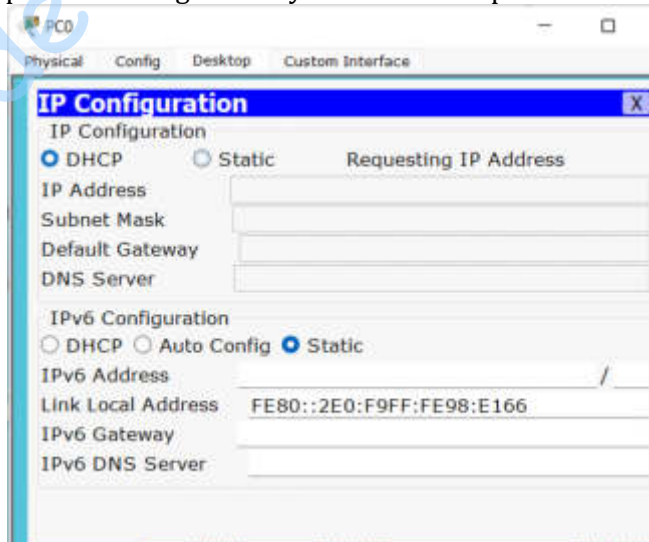 PC0
Physical Config Desktop Custom Interface
IP Configuration X
IP Configuration
DHCP Static Requesting IP Address
IP Address
Subnet Mask
Default Gateway
DNS Server
IPv6 Configuration
DHCP Auto Config Static
IPv6 Address /
Link Local Address FE80::2E0:F9FF:FE98:E166
IPv6 Gateway
IPv6 DNS Server